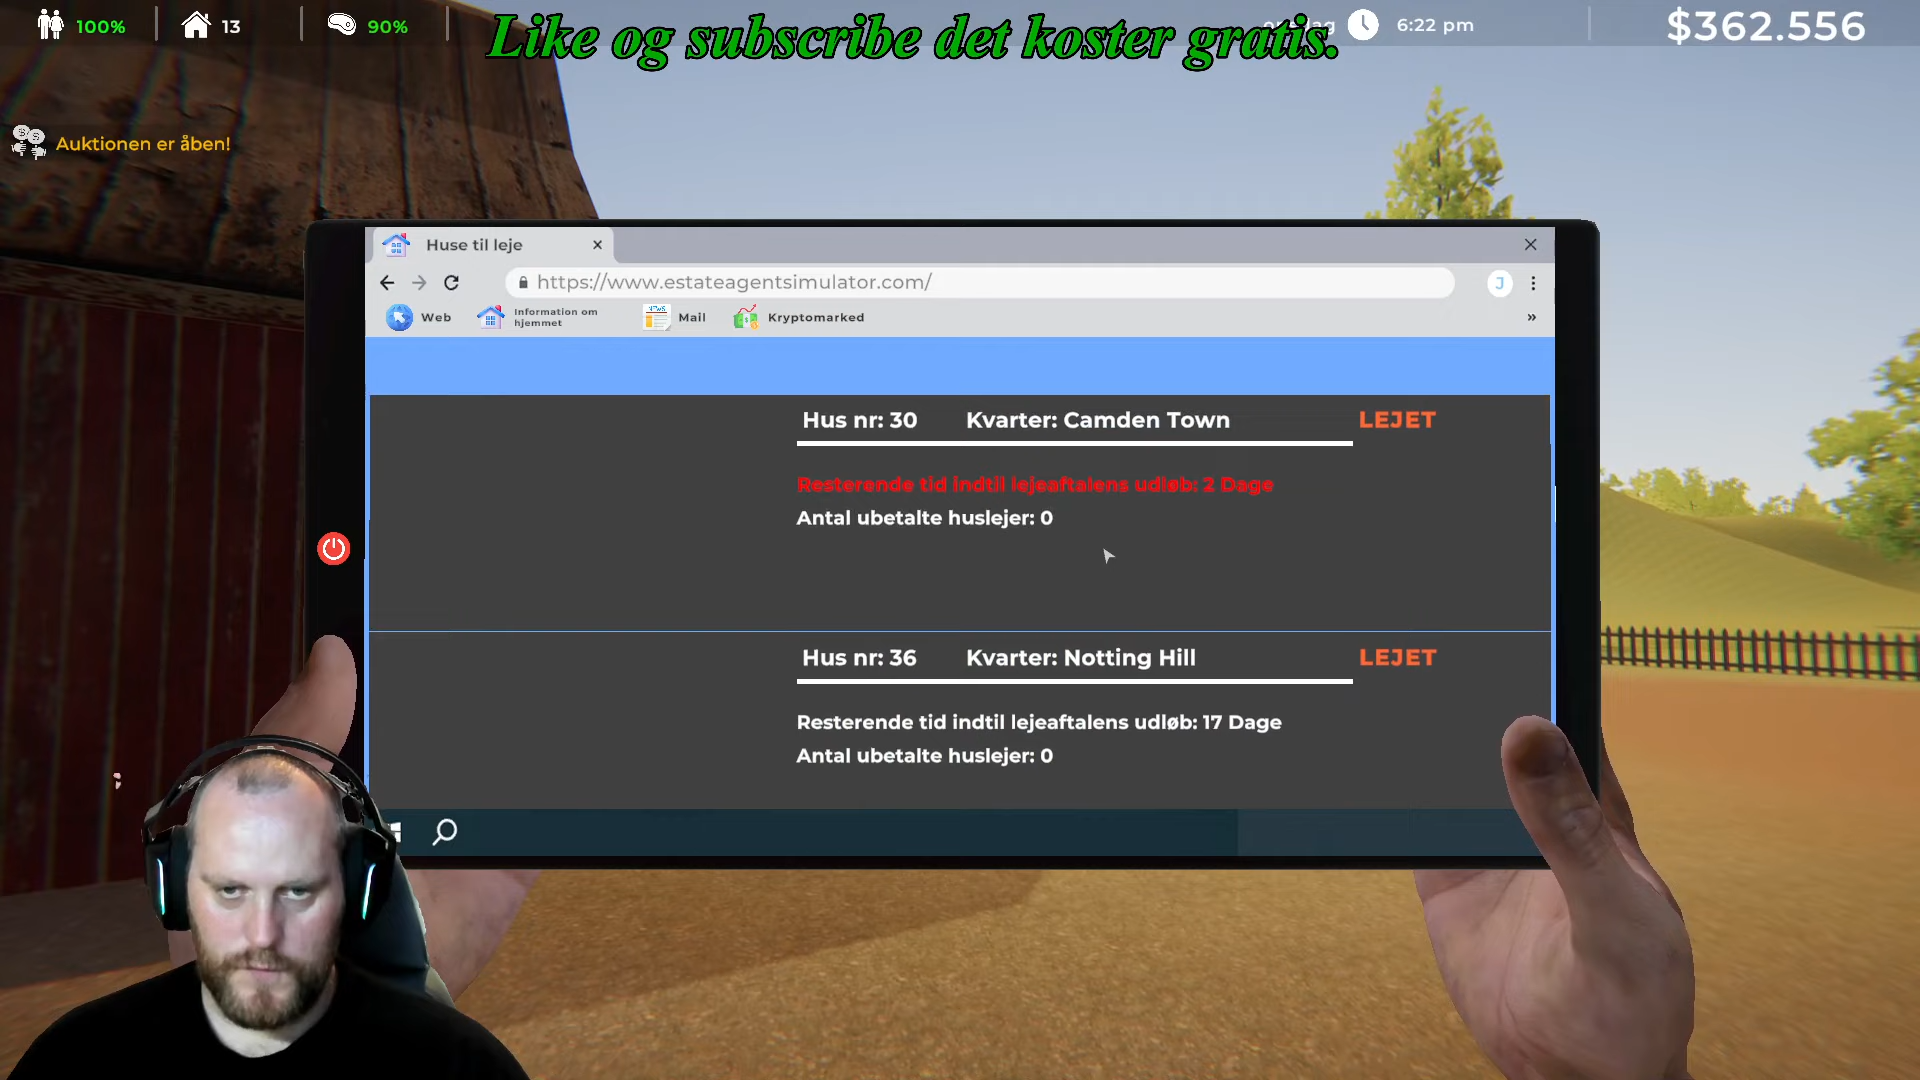 100%
13
90%
Like og subscribe det koster gratis.
6:22 pm
$362.556
Auktionen er åben!
Huse til leje
https://www.estateagentsimulator.com/
J
Web
Information om
hjemmet
NEWS
Mail
Kryptomarked
»
Hus nr: 30 Kvarter: Camden Town LEJET
Resterende tid indtil lejeaftalens udløb: 2 Dage
Antal ubetalte huslejer: 0
Hus nr: 36 Kvarter: Notting Hill LEJET
Resterende tid indtil lejeaftalens udløb: 17 Dage
Antal ubetalte huslejer: 0